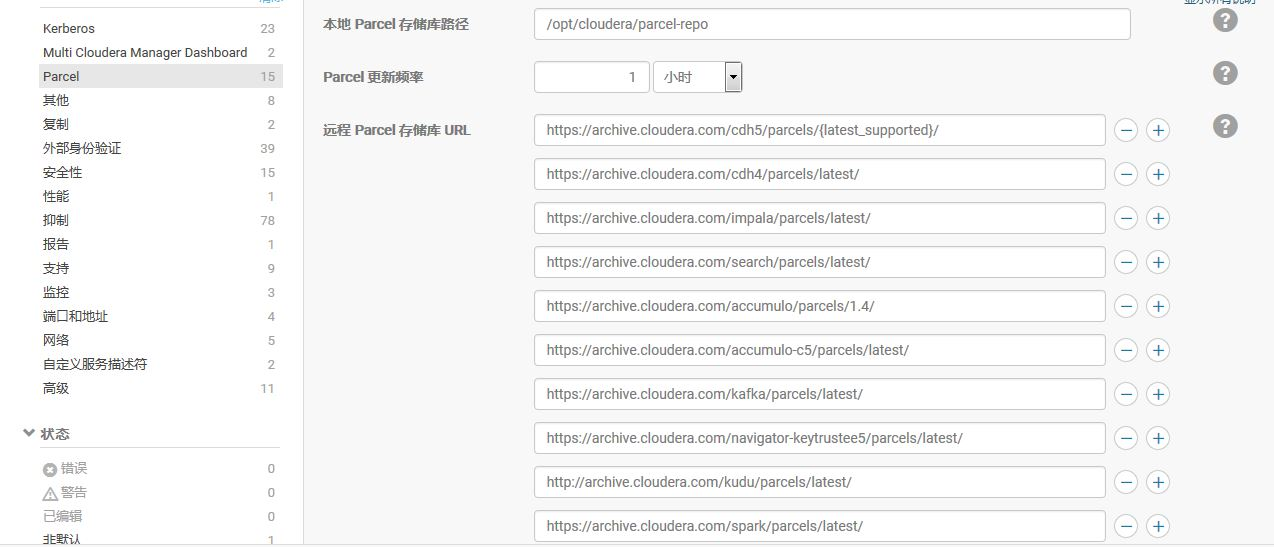 Kerberos 23
Multi Cloudera Manager Dashboard 2
Parcel 15
其他 8
复制 2
外部身份验证 39
安全性 15
性能 1
抑制 78
报告 1
支持 9
监控 3
端口和地址 4
网络 5
自定义服务描述符 2
高级 11
状态
错误 0
警告 0
已编辑 0
非默认 1
本地 Parcel 存储库路径 /opt/cloudera/parcel-repo
Parcel 更新频率 1 小时
远程 Parcel 存储库 URL https://archive.cloudera.com/cdh5/parcels/{latest_supported}/
https://archive.cloudera.com/cdh4/parcels/latest/
https://archive.cloudera.com/impala/parcels/latest/
https://archive.cloudera.com/search/parcels/latest/
https://archive.cloudera.com/accumulo/parcels/1.4/
https://archive.cloudera.com/accumulo-c5/parcels/latest/
https://archive.cloudera.com/kafka/parcels/latest/
https://archive.cloudera.com/navigator-keytrustee5/parcels/latest/
http://archive.cloudera.com/kudu/parcels/latest/
https://archive.cloudera.com/spark/parcels/latest/